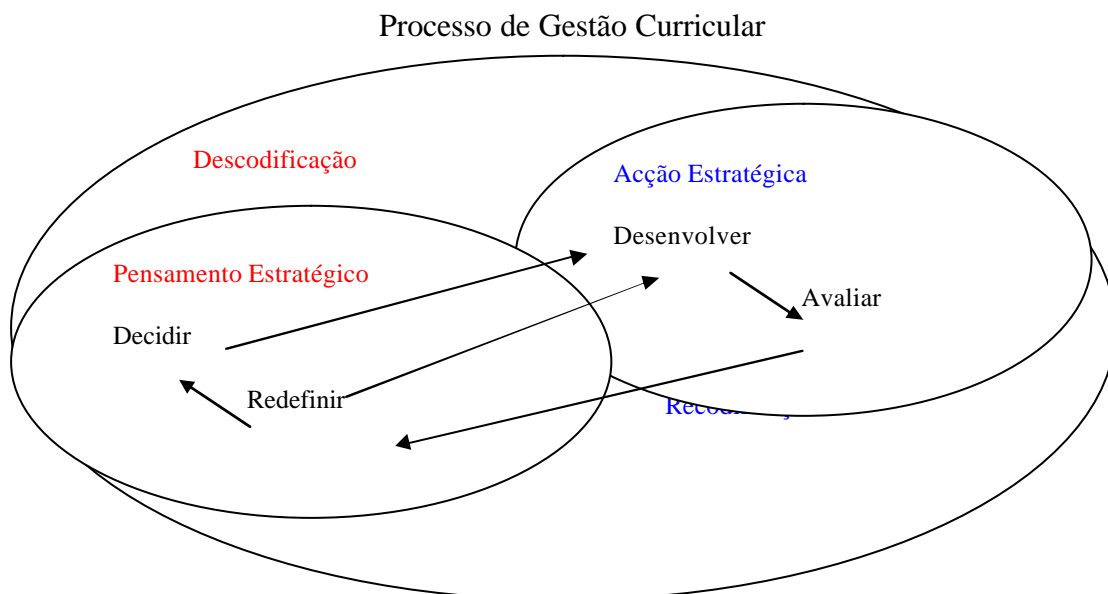 Processo de Gestão Curricular
Descodificação
Acção Estratégica
Desenvolver
Pensamento Estratégico
Avaliar
Decidir
Redefinir